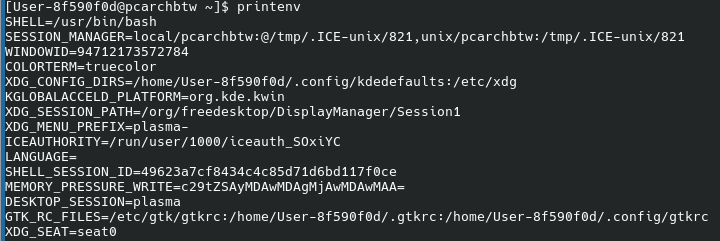 [User-8f590f0d@pcarchbtw ~]$ printenv
SHELL=/usr/bin/bash
SESSION_MANAGER=local/pcarchbtw:@/tmp/.ICE-unix/821,unix/pcarchbtw:/tmp/.ICE-unix/821
WINDOWID=94712173572784
COLORTERM=truecolor
XDG_CONFIG_DIRS=/home/User-8f590f0d/.config/kdedefaults:/etc/xdg
KGLOBALACCELD_PLATFORM=org.kde.kwin
XDG_SESSION_PATH=/org/freedesktop/DisplayManager/Session1
XDG_MENU_PREFIX=plasma-
ICEAUTHORITY=/run/user/1000/iceauth_SOxiYC
LANGUAGE=
SHELL_SESSION_ID=49623a7cf8434c4c85d71d6bd117f0ce
MEMORY_PRESSURE_WRITE=c29tZSAyMDAwMDAgMjAwMDAwMAA=
DESKTOP_SESSION=plasma
GTK_RC_FILES=/etc/gtk/gtkrc:/home/User-8f590f0d/.gtkrc:/home/User-8f590f0d/.config/gtkrc
XDG_SEAT=seat0